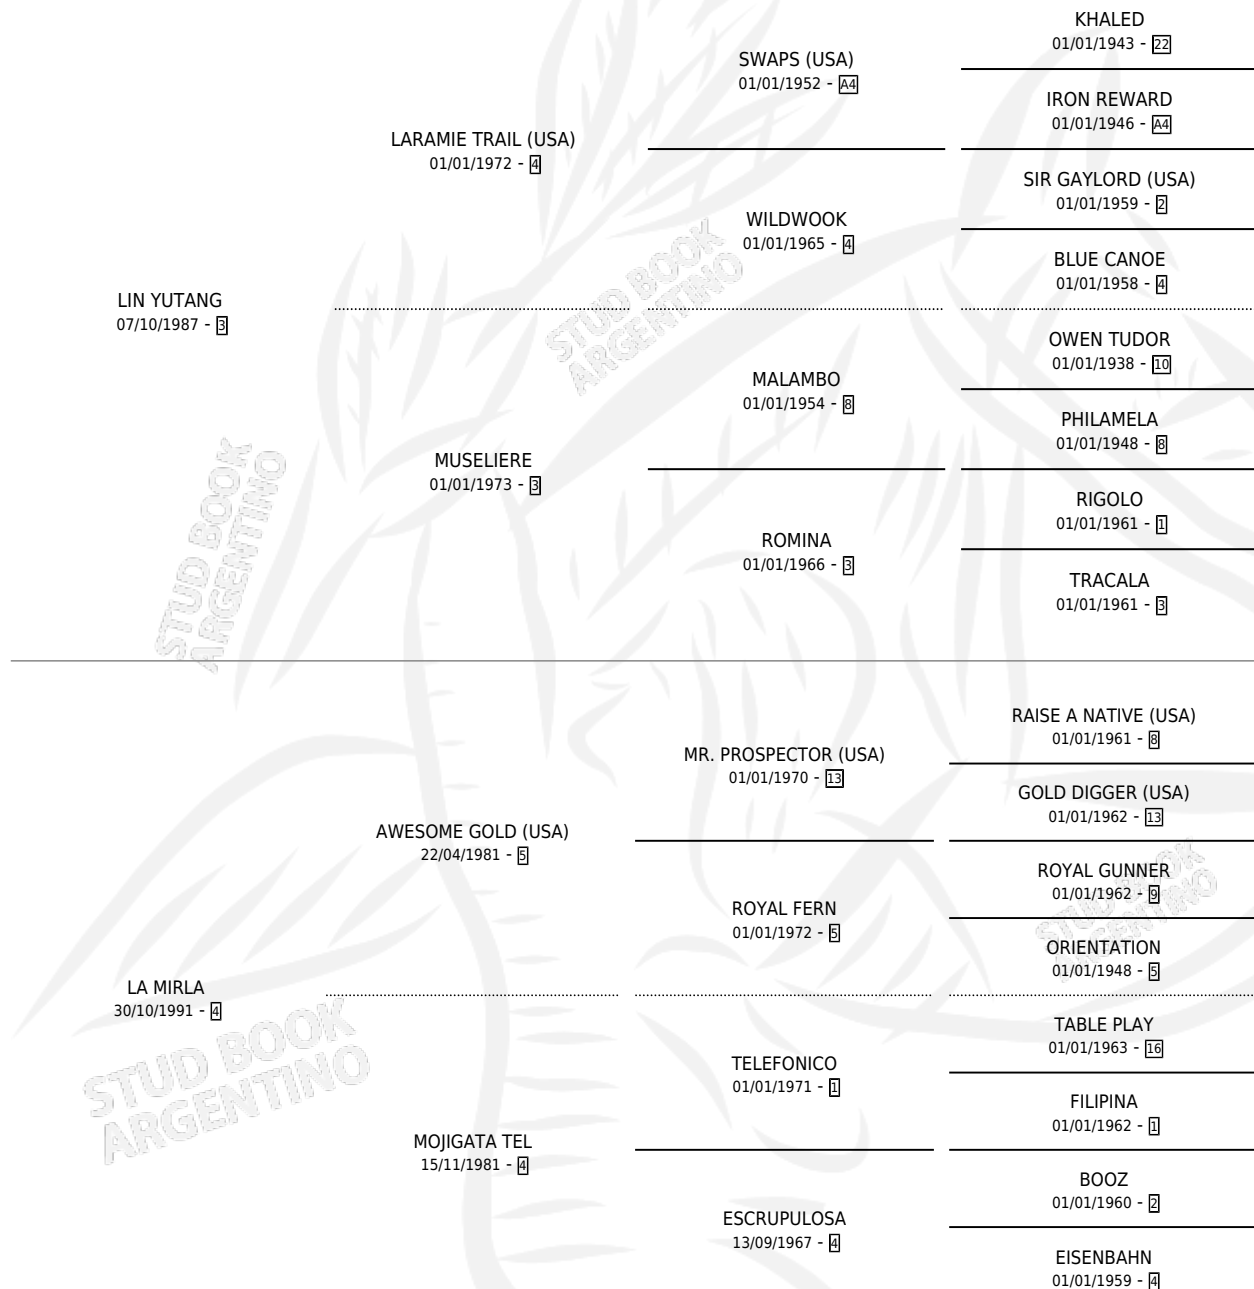 KHALED
01/01/1943 - 22
SWAPS (USA)
01/01/1952 - A4
IRON REWARD
01/01/1946 - A4
LARAMIE TRAIL (USA)
01/01/1972 - 4
SIR GAYLORD (USA)
01/01/1959 - 2
WILDWOOK
01/01/1965 - 4
BLUE CANOE
01/01/1958 - 4
LIN YUTANG
07/10/1987 - 3
OWEN TUDOR
01/01/1938 - 10
MALAMBO
01/01/1954 - 8
PHILAMELA
01/01/1948 - 8
MUSELIERE
01/01/1973 - 3
RIGOLO
01/01/1961 - 1
ROMINA
01/01/1966 - 3
TRACALA
01/01/1961 - 3
RAISE A NATIVE (USA)
01/01/1961 - 8
MR. PROSPECTOR (USA)
01/01/1970 - 13
GOLD DIGGER (USA)
01/01/1962 - 13
AWESOME GOLD (USA)
22/04/1981 - 5
ROYAL GUNNER
01/01/1962 - 9
ROYAL FERN
01/01/1972 - 5
ORIENTATION
01/01/1948 - 5
LA MIRLA
30/10/1991 - 4
TABLE PLAY
01/01/1963 - 16
TELEFONICO
01/01/1971 - 1
FILIPINA
01/01/1962 - 1
MOJIGATA TEL
15/11/1981 - 4
BOOZ
01/01/1960 - 2
ESCRUPULOSA
13/09/1967 - 4
EISENBAHN
01/01/1959 - 4
STUD BOOK
ARGENTINO
STUD BOOK
ARGENTINO
STUD BOOK
ARGENTINO
STUD BOOK
ARGENTINO